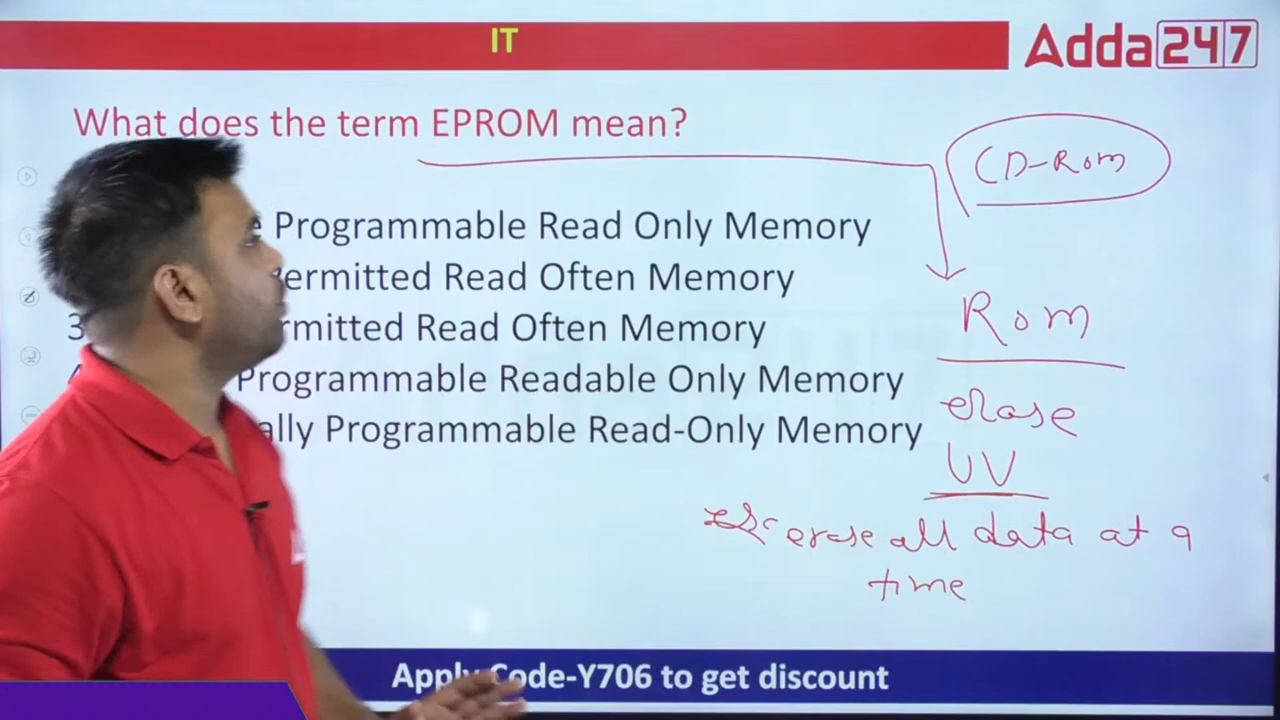 IT
Adda 247
What does the term EPROM mean?
CD-Rom
Programmable Read Only Memory
ermitted Read Often Memory
Rom
3 rmitted Read Often Memory
Programmable Readable Only Memory
erase
ally Programmable Read-Only Memory
UV
erase all data at a
time
Apply Code-Y706 to get discount